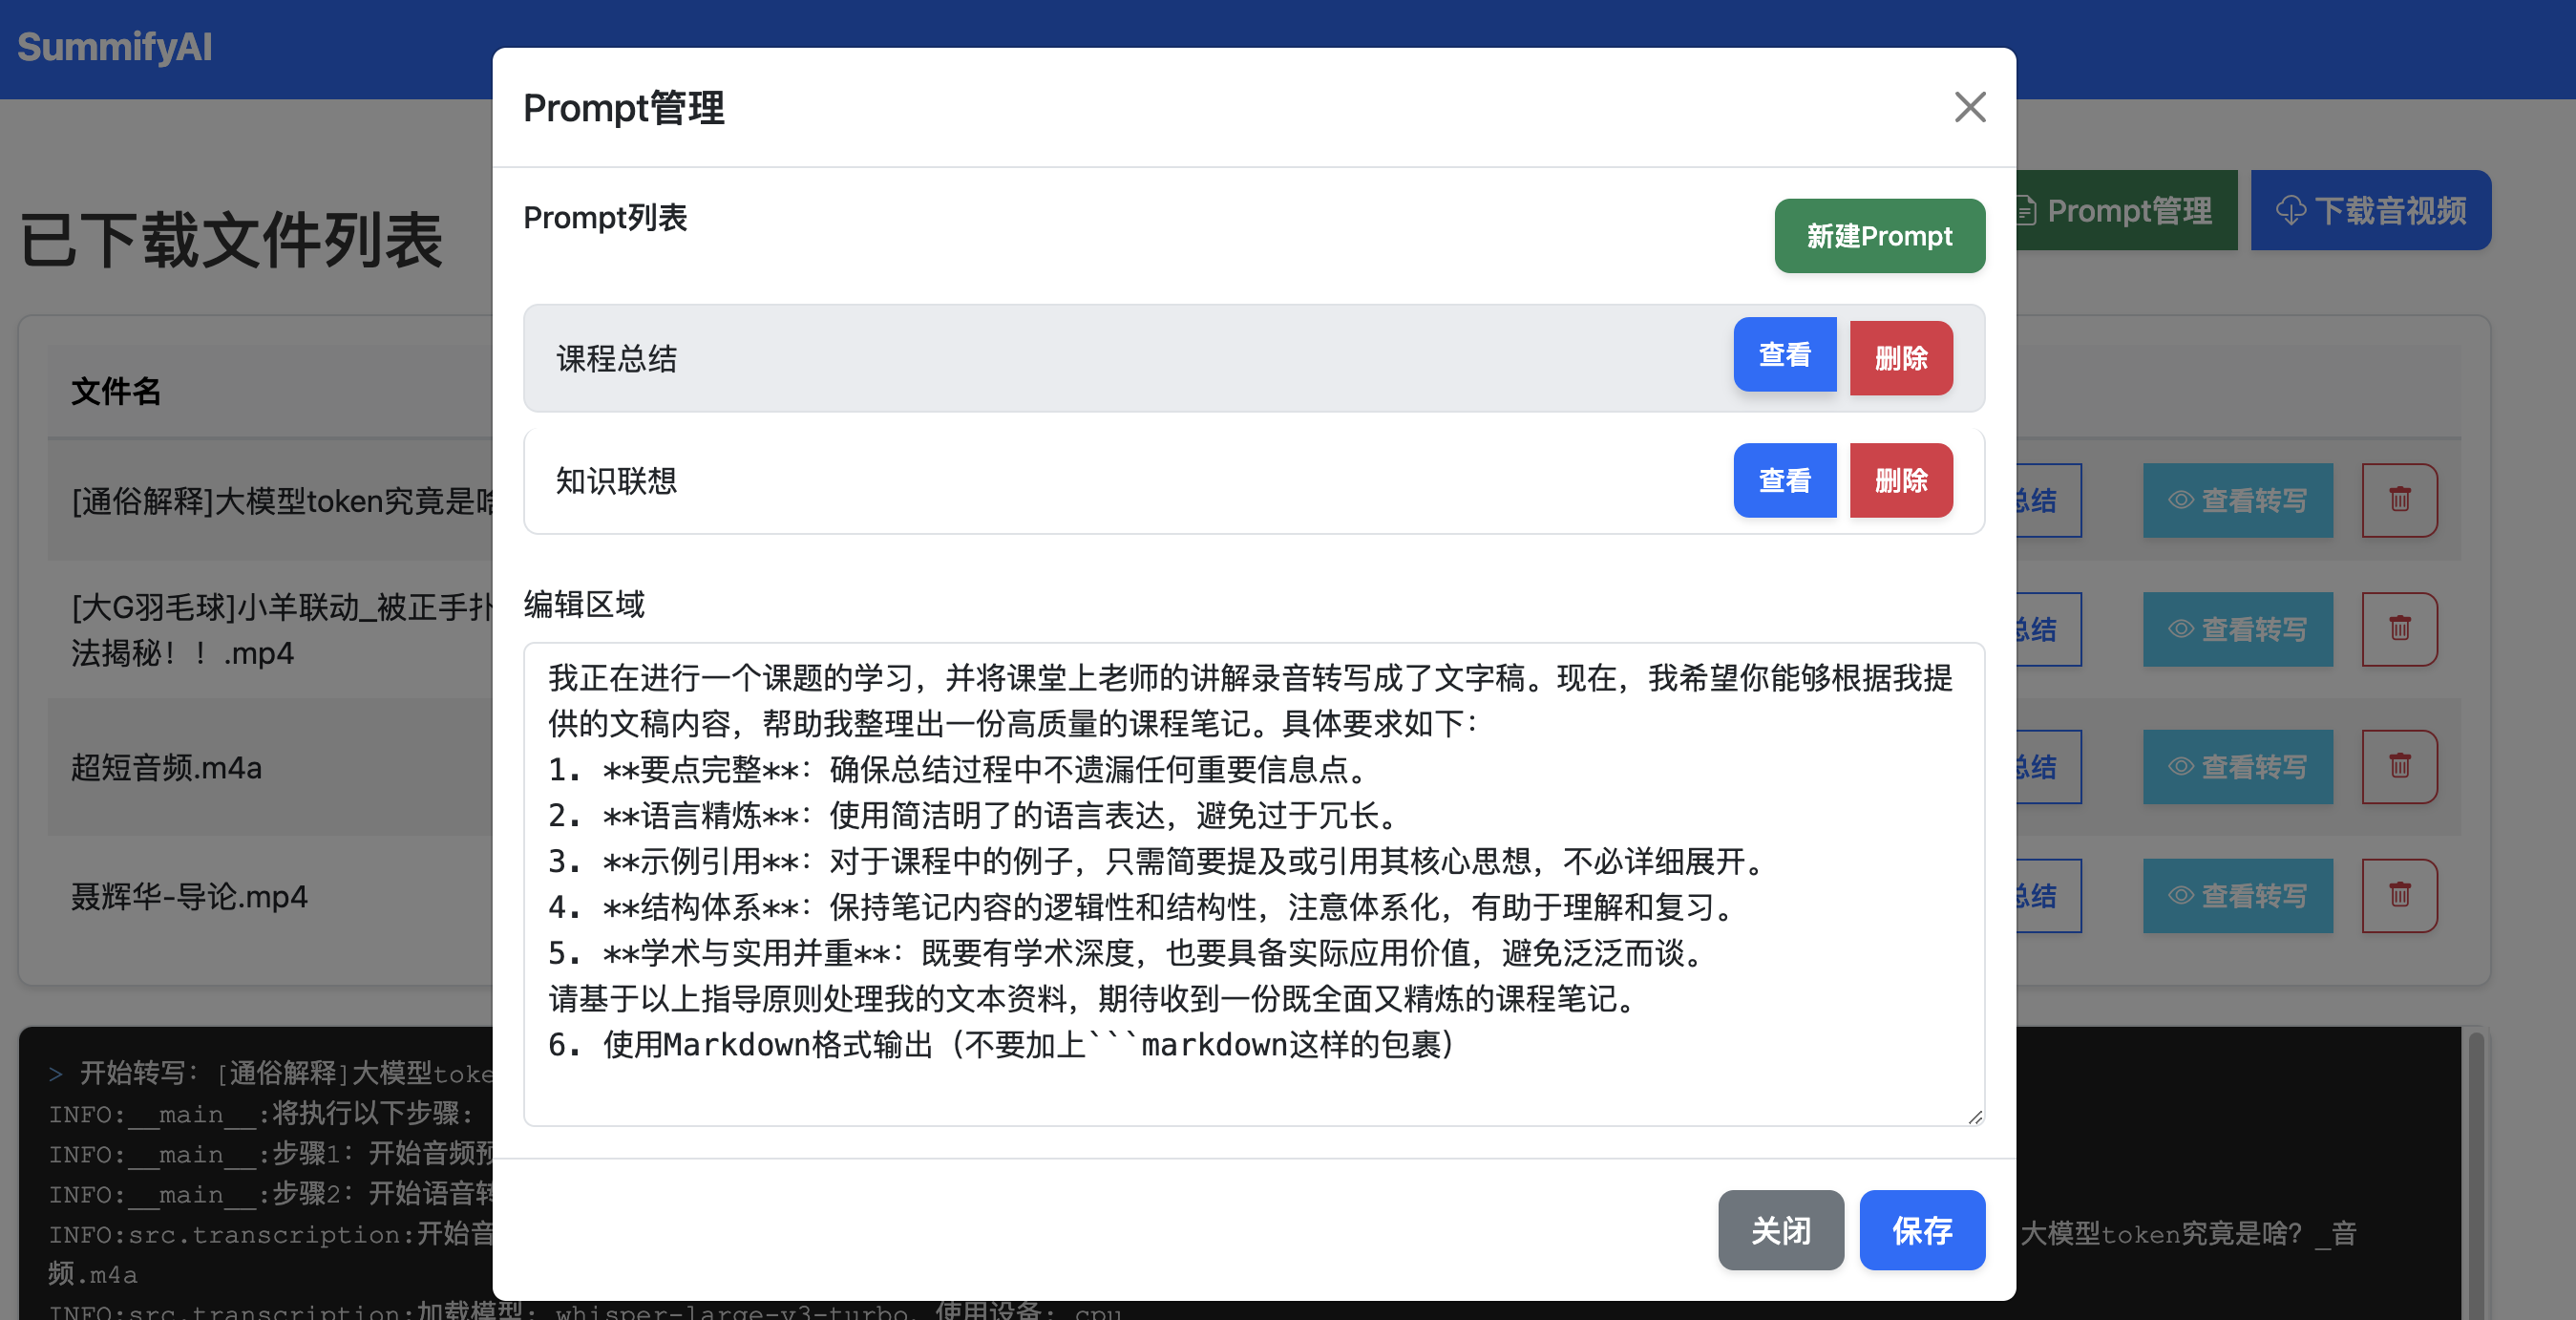 SummifyAI
Prompt管理
已下载文件列表
Prompt管理
下载音视频
Prompt列表
新建Prompt
课程总结
查看
删除
知识联想
查看
删除
文件名
[通俗解释]大模型token究竟是啥
总结
查看转写
[大G羽毛球]小羊联动_被正手扑
法揭秘！！.mp4
总结
查看转写
超短音频.m4a
总结
查看转写
聂辉华-导论.mp4
总结
查看转写
编辑区域
我正在进行一个课题的学习，并将课堂上老师的讲解录音转写成了文字稿。现在，我希望你能够根据我提
供的文稿内容，帮助我整理出一份高质量的课程笔记。具体要求如下：
1. **要点完整**：确保总结过程中不遗漏任何重要信息点。
2. **语言精炼**：使用简洁明了的语言表达，避免过于冗长。
3. **示例引用**：对于课程中的例子，只需简要提及或引用其核心思想，不必详细展开。
4. **结构体系**：保持笔记内容的逻辑性和结构性，注意体系化，有助于理解和复习。
5. **学术与实用并重**：既要有学术深度，也要具备实际应用价值，避免泛泛而谈。
请基于以上指导原则处理我的文本资料，期待收到一份既全面又精炼的课程笔记。
6. 使用Markdown格式输出（不要加上```markdown这样的包裹）
关闭
保存
> 开始转写：[通俗解释]大模型toke
INFO:__main__:将执行以下步骤：
INFO:__main__:步骤1：开始音频预
INFO:__main__:步骤2：开始语音转
INFO:src.transcription:开始音
大模型token究竟是啥？_音
频.m4a
INFO:src.transcription:加载模型: whisper-large-v3-turbo，使用设备: cpu